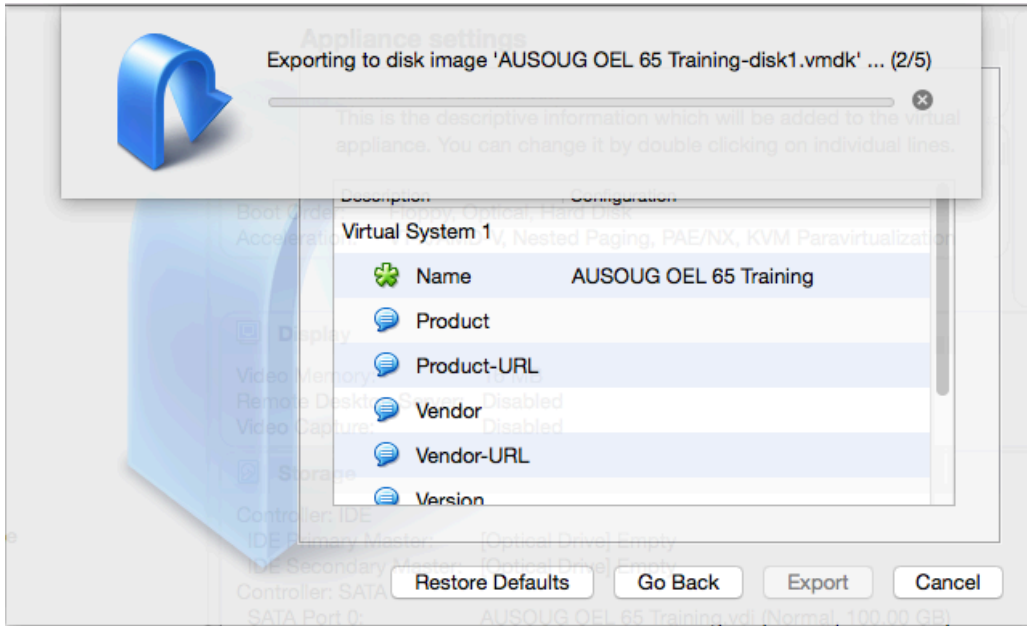 Appliance settings
Exporting to disk image 'AUSOUG OEL 65 Training-disk1.vmdk' ... (2/5)
This is the descriptive information which will be added to the virtual
appliance. You can change it by double clicking on individual lines.
Description Configuration
Boot Order: Floppy, Optical, Hard Disk
Virtual System 1
Acceleration: VT-x/AMD-V, Nested Paging, PAE/NX, KVM Paravirtualization
Name AUSOUG OEL 65 Training
Product
Display
Product-URL
Video Memory: 16 MB
Remote Desktop Server: Disabled
Vendor
Video Capture: Disabled
Vendor-URL
Storage
Version
Controller: IDE
IDE Primary Master: [Optical Drive] Empty
IDE Secondary Master: [Optical Drive] Empty
Restore Defaults Go Back Export Cancel
Controller: SATA
SATA Port 0: AUSOUG OEL 65 Training.vdi (Normal, 100.00 GB)